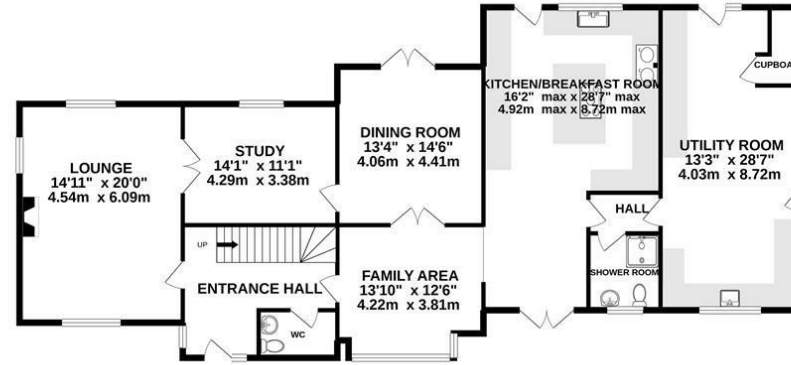 LOUNGE
14'11" x 20'0"
4.54m x 6.09m
STUDY
14'1" x 11'1"
4.29m x 3.38m
DINING ROOM
13'4" x 14'6"
4.06m x 4.41m
KITCHEN/BREAKFAST ROOM
16'2" max x 28'7" max
4.92m max x 8.72m max
CUPBOA
UTILITY ROOM
13'3" x 28'7"
4.03m x 8.72m
HALL
SHOWER ROOM
UP
ENTRANCE HALL
WC
FAMILY AREA
13'10" x 12'6"
4.22m x 3.81m